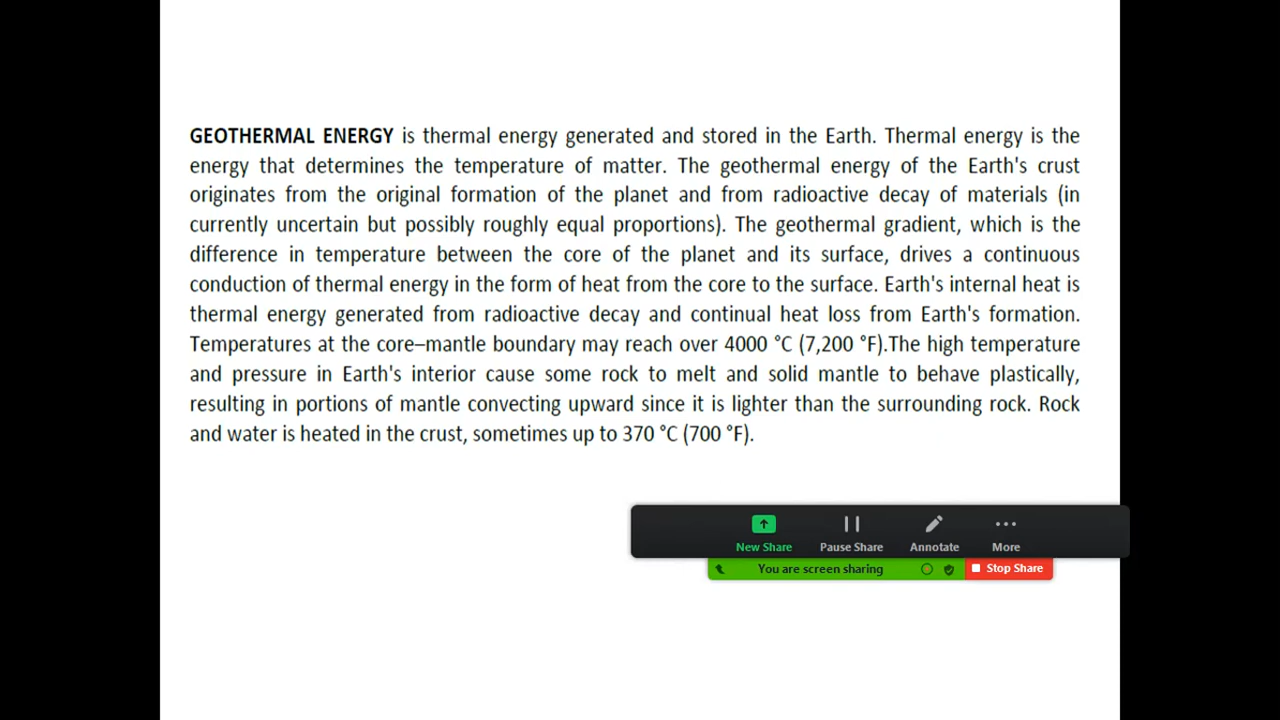 GEOTHERMAL ENERGY is thermal energy generated and stored in the Earth. Thermal energy is the
energy that determines the temperature of matter. The geothermal energy of the Earth's crust
originates from the original formation of the planet and from radioactive decay of materials (in
currently uncertain but possibly roughly equal proportions). The geothermal gradient, which is the
difference in temperature between the core of the planet and its surface, drives a continuous
conduction of thermal energy in the form of heat from the core to the surface. Earth's internal heat is
thermal energy generated from radioactive decay and continual heat loss from Earth's formation.
Temperatures at the core–mantle boundary may reach over 4000 °C (7,200 °F).The high temperature
and pressure in Earth's interior cause some rock to melt and solid mantle to behave plastically,
resulting in portions of mantle convecting upward since it is lighter than the surrounding rock. Rock
and water is heated in the crust, sometimes up to 370 °C (700 °F).
New Share Pause Share Annotate More
You are screen sharing Stop Share